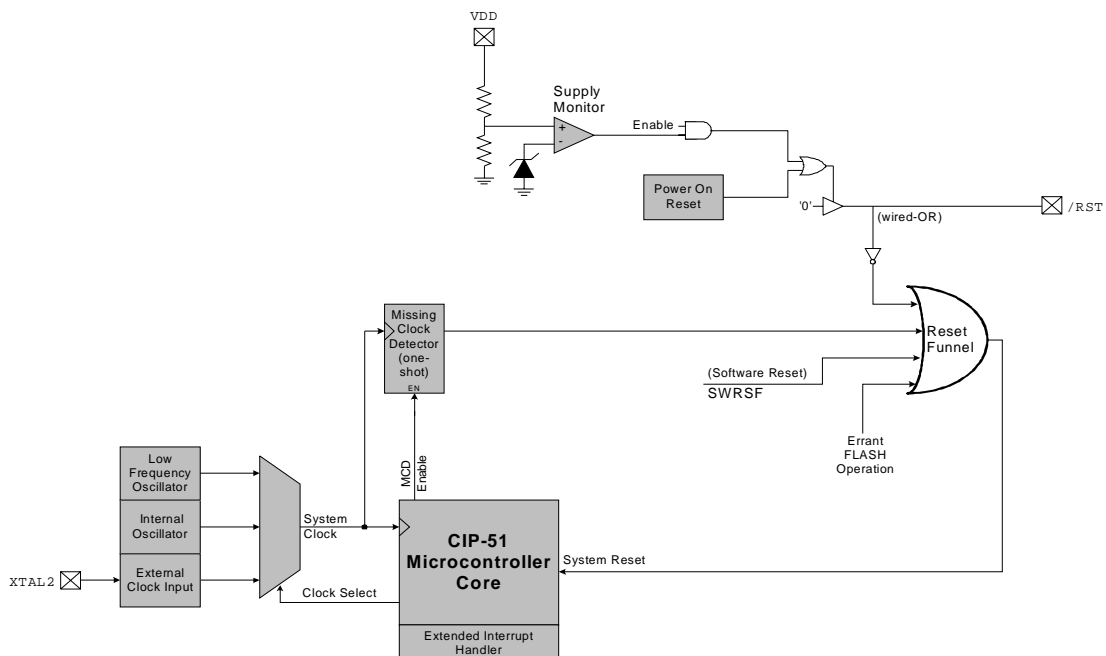 VDD
Supply
Monitor
+
-
Enable
Power On
Reset
'0'
(wired-OR)
/RST
Missing
Clock
Detector
(one-
shot)
EN
Reset
Funnel
(Software Reset)
SWRSF
Errant
FLASH
Operation
MCD
Enable
Low
Frequency
Oscillator
Internal
Oscillator
External
Clock Input
XTAL2
System
Clock
Clock Select
CIP-51
Microcontroller
Core
System Reset
Extended Interrupt
Handler